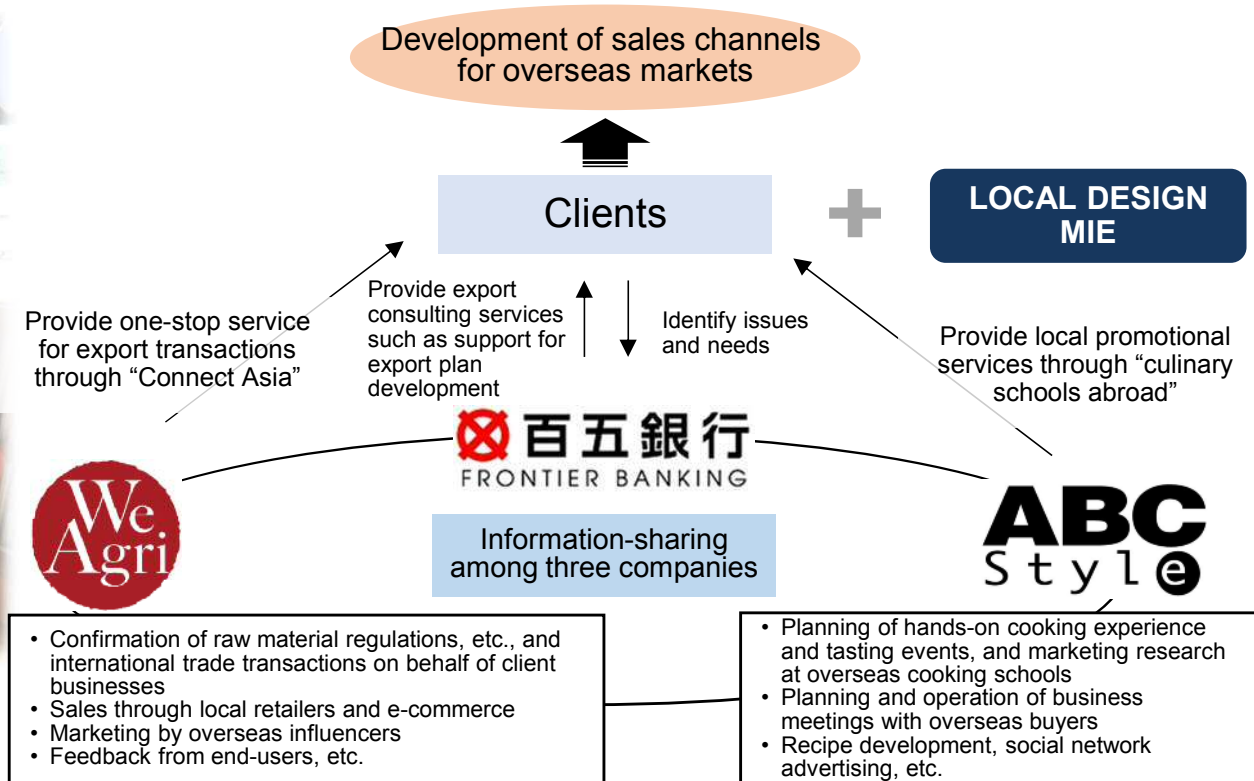 Development of sales channels
for overseas markets
Clients
LOCAL DESIGN
MIE
Provide one-stop service
for export transactions
through “Connect Asia”
Provide export
consulting services
such as support for
export plan
development
Identify issues
and needs
Provide local promotional
services through “culinary
schools abroad”
百五銀行
FRONTIER BANKING
We
Agri
Information-sharing
among three companies
ABC
Style
• Confirmation of raw material regulations, etc., and
international trade transactions on behalf of client
businesses
• Sales through local retailers and e-commerce
• Marketing by overseas influencers
• Feedback from end-users, etc.
• Planning of hands-on cooking experience
and tasting events, and marketing research
at overseas cooking schools
• Planning and operation of business
meetings with overseas buyers
• Recipe development, social network
advertising, etc.